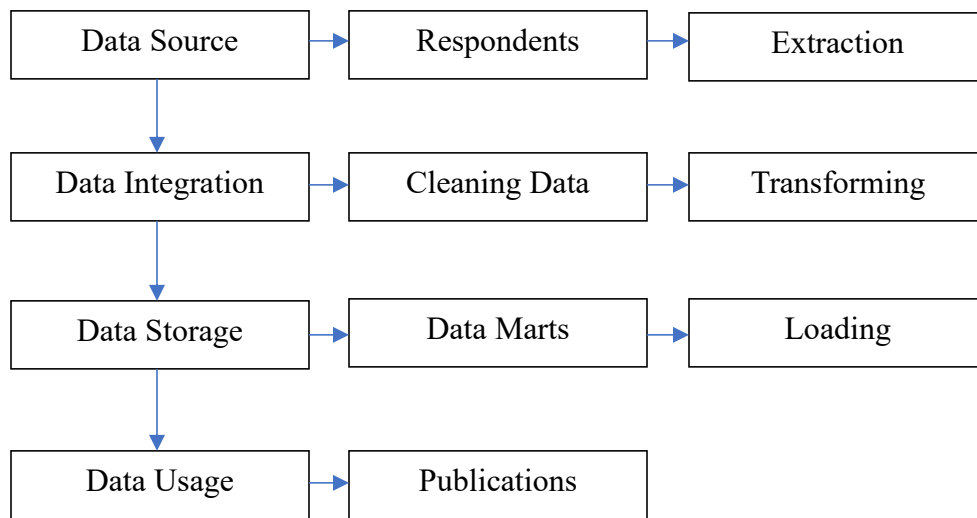 Data Source
Respondents
Extraction
Data Integration
Cleaning Data
Transforming
Data Storage
Data Marts
Loading
Data Usage
Publications